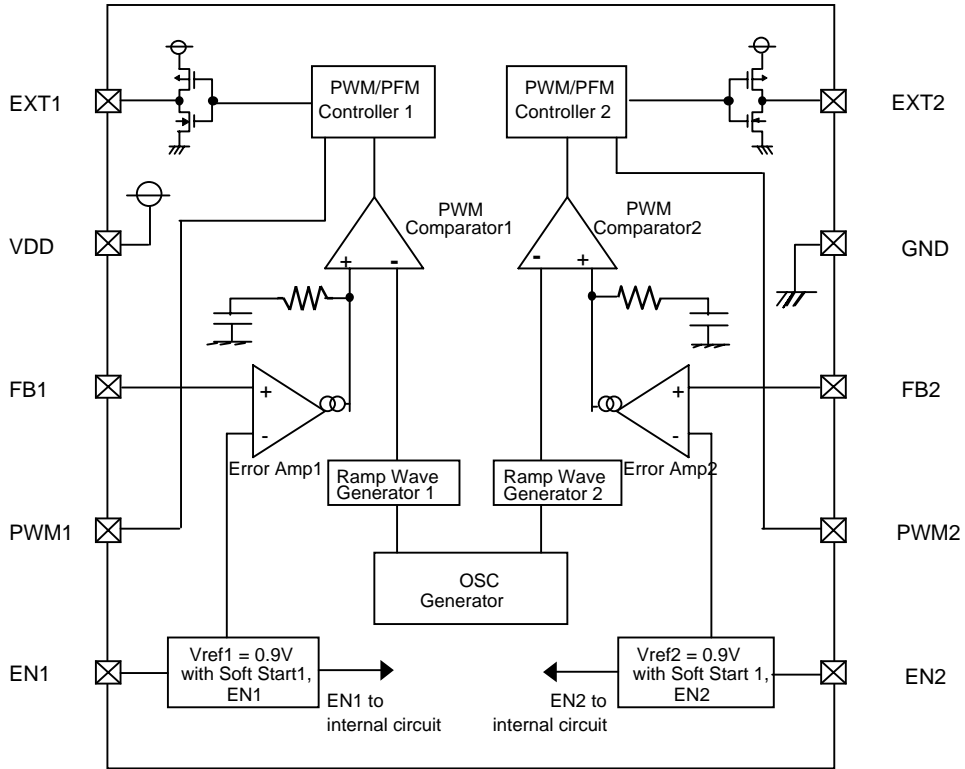 EXT1
PWM/PFM
Controller 1
PWM/PFM
Controller 2
EXT2
VDD
PWM
Comparator1
PWM
Comparator2
GND
+ -
- +
FB1
+
-
Error Amp1
+
-
Error Amp2
FB2
Ramp Wave
Generator 1
Ramp Wave
Generator 2
PWM1
PWM2
OSC
Generator
EN1
Vref1 = 0.9V
with Soft Start1,
EN1
EN1 to
internal circuit
EN2 to
internal circuit
Vref2 = 0.9V
with Soft Start 1,
EN2
EN2